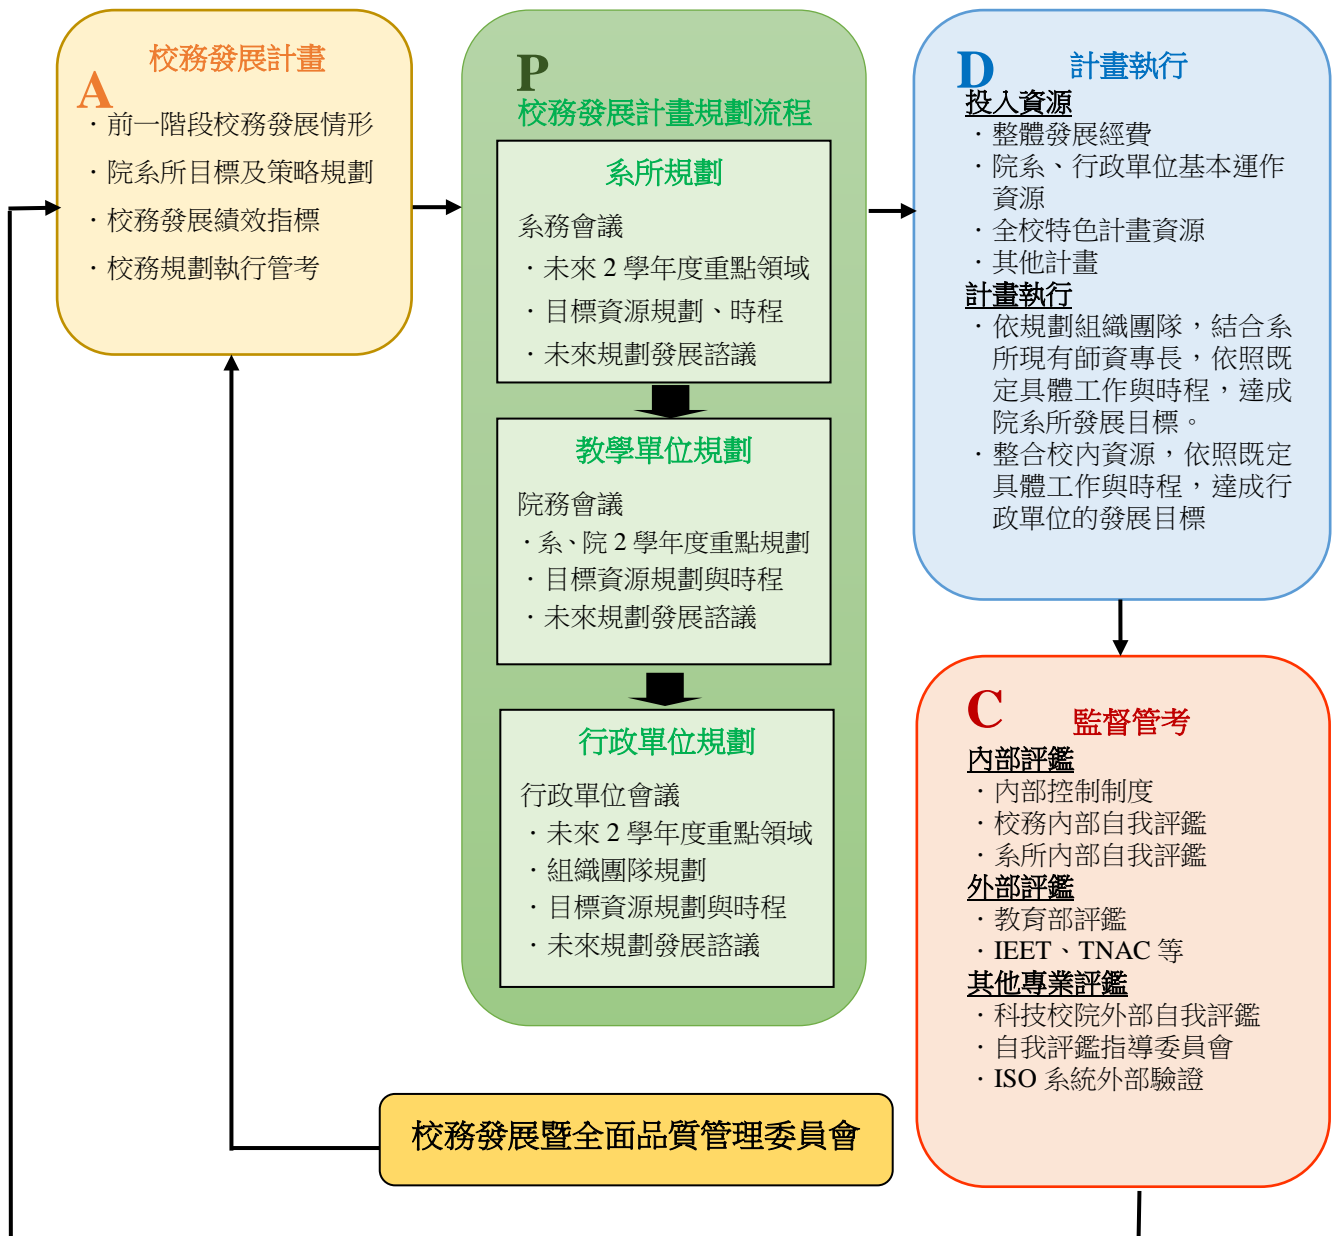 校務發展計畫
A
．前一階段校務發展情形
．院系所目標及策略規劃
．校務發展績效指標
．校務規劃執行管考
P
校務發展計畫規劃流程
系所規劃
系務會議
．未來 2 學年度重點領域
．目標資源規劃、時程
．未來規劃發展諮議
教學單位規劃
院務會議
．系、院 2 學年度重點規劃
．目標資源規劃與時程
．未來規劃發展諮議
行政單位規劃
行政單位會議
．未來 2 學年度重點領域
．組織團隊規劃
．目標資源規劃與時程
．未來規劃發展諮議
D
計畫執行
投入資源
．整體發展經費
．院系、行政單位基本運作
資源
．全校特色計畫資源
．其他計畫
計畫執行
．依規劃組織團隊，結合系
所現有師資專長，依照既
定具體工作與時程，達成
院系所發展目標。
．整合校內資源，依照既定
具體工作與時程，達成行
政單位的發展目標
C
監督管考
內部評鑑
．內部控制制度
．校務內部自我評鑑
．系所內部自我評鑑
外部評鑑
．教育部評鑑
．IEET、TNAC 等
其他專業評鑑
．科技校院外部自我評鑑
．自我評鑑指導委員會
．ISO 系統外部驗證
校務發展暨全面品質管理委員會